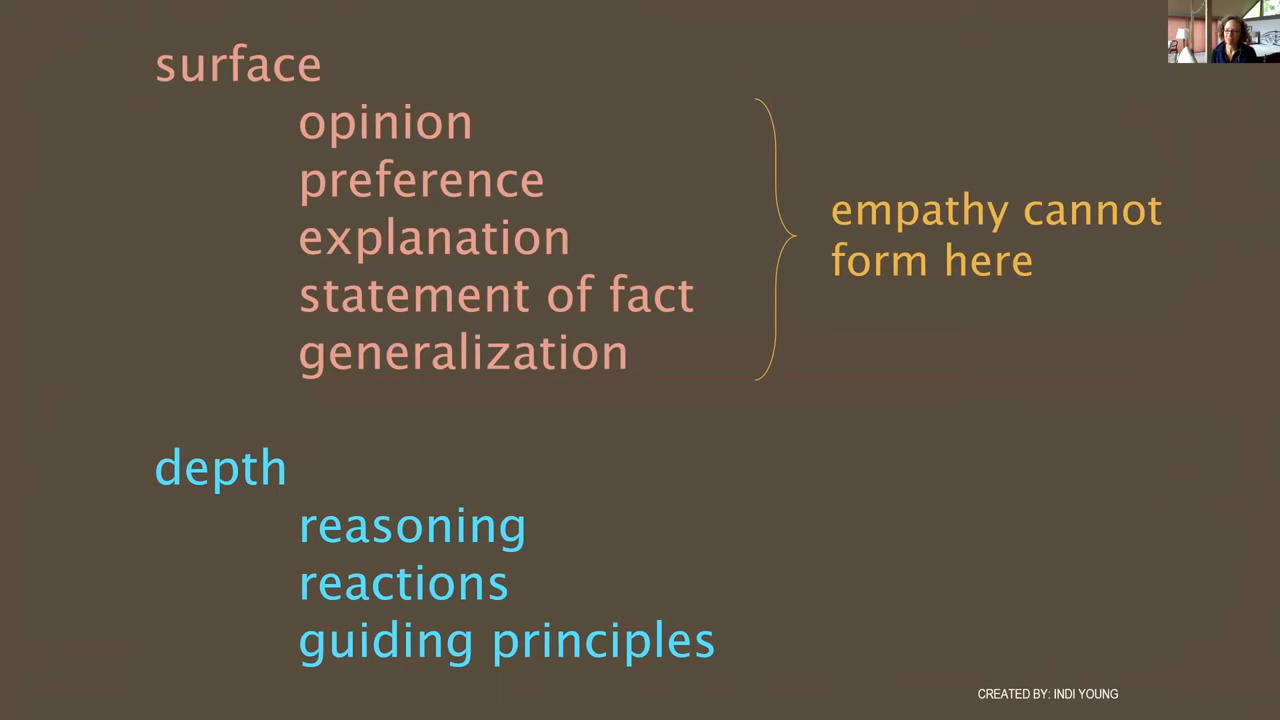 surface
opinion
preference
explanation
statement of fact
generalization
empathy cannot
form here
depth
reasoning
reactions
guiding principles
CREATED BY: INDI YOUNG